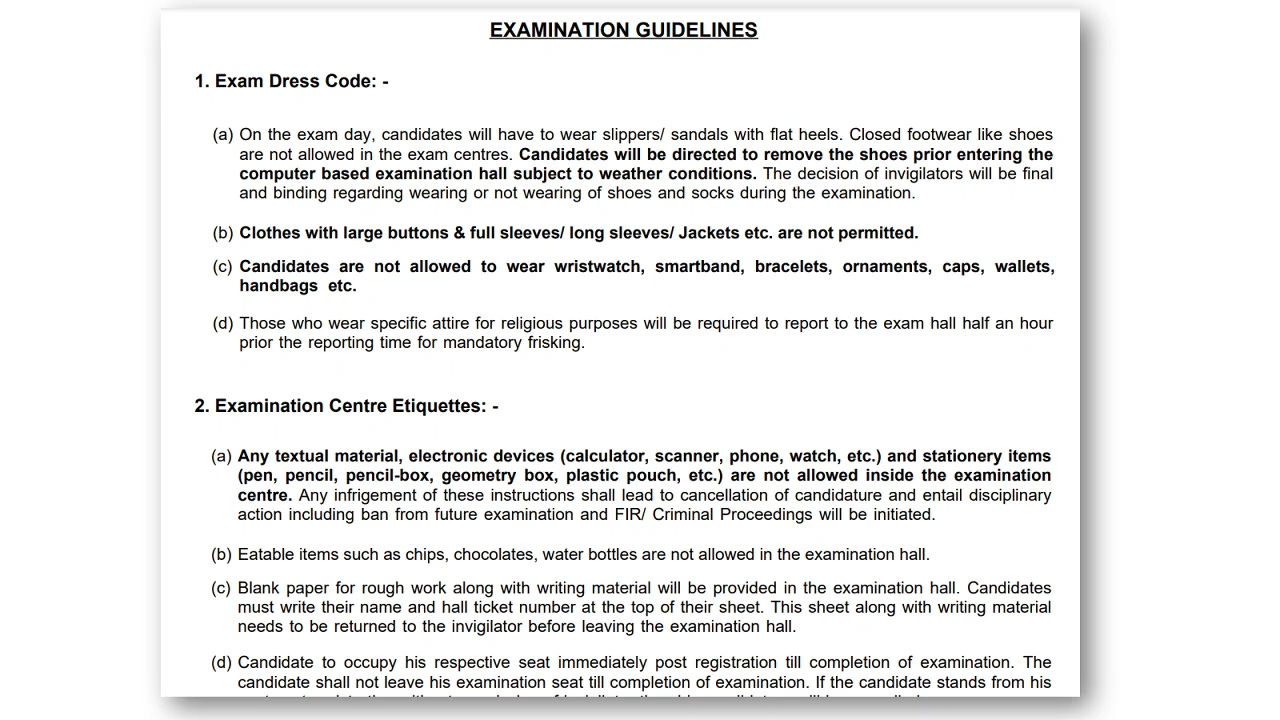 EXAMINATION GUIDELINES
1. Exam Dress Code: -
(a) On the exam day, candidates will have to wear slippers/ sandals with flat heels. Closed footwear like shoes
are not allowed in the exam centres. Candidates will be directed to remove the shoes prior entering the
computer based examination hall subject to weather conditions. The decision of invigilators will be final
and binding regarding wearing or not wearing of shoes and socks during the examination.
(b) Clothes with large buttons & full sleeves/ long sleeves/ Jackets etc. are not permitted.
(c) Candidates are not allowed to wear wristwatch, smartband, bracelets, ornaments, caps, wallets,
handbags etc.
(d) Those who wear specific attire for religious purposes will be required to report to the exam hall half an hour
prior the reporting time for mandatory frisking.
2. Examination Centre Etiquettes: -
(a) Any textual material, electronic devices (calculator, scanner, phone, watch, etc.) and stationery items
(pen, pencil, pencil-box, geometry box, plastic pouch, etc.) are not allowed inside the examination
centre. Any infrigement of these instructions shall lead to cancellation of candidature and entail disciplinary
action including ban from future examination and FIR/ Criminal Proceedings will be initiated.
(b) Eatable items such as chips, chocolates, water bottles are not allowed in the examination hall.
(c) Blank paper for rough work along with writing material will be provided in the examination hall. Candidates
must write their name and hall ticket number at the top of their sheet. This sheet along with writing material
needs to be returned to the invigilator before leaving the examination hall.
(d) Candidate to occupy his respective seat immediately post registration till completion of examination. The
candidate shall not leave his examination seat till completion of examination. If the candidate stands from his